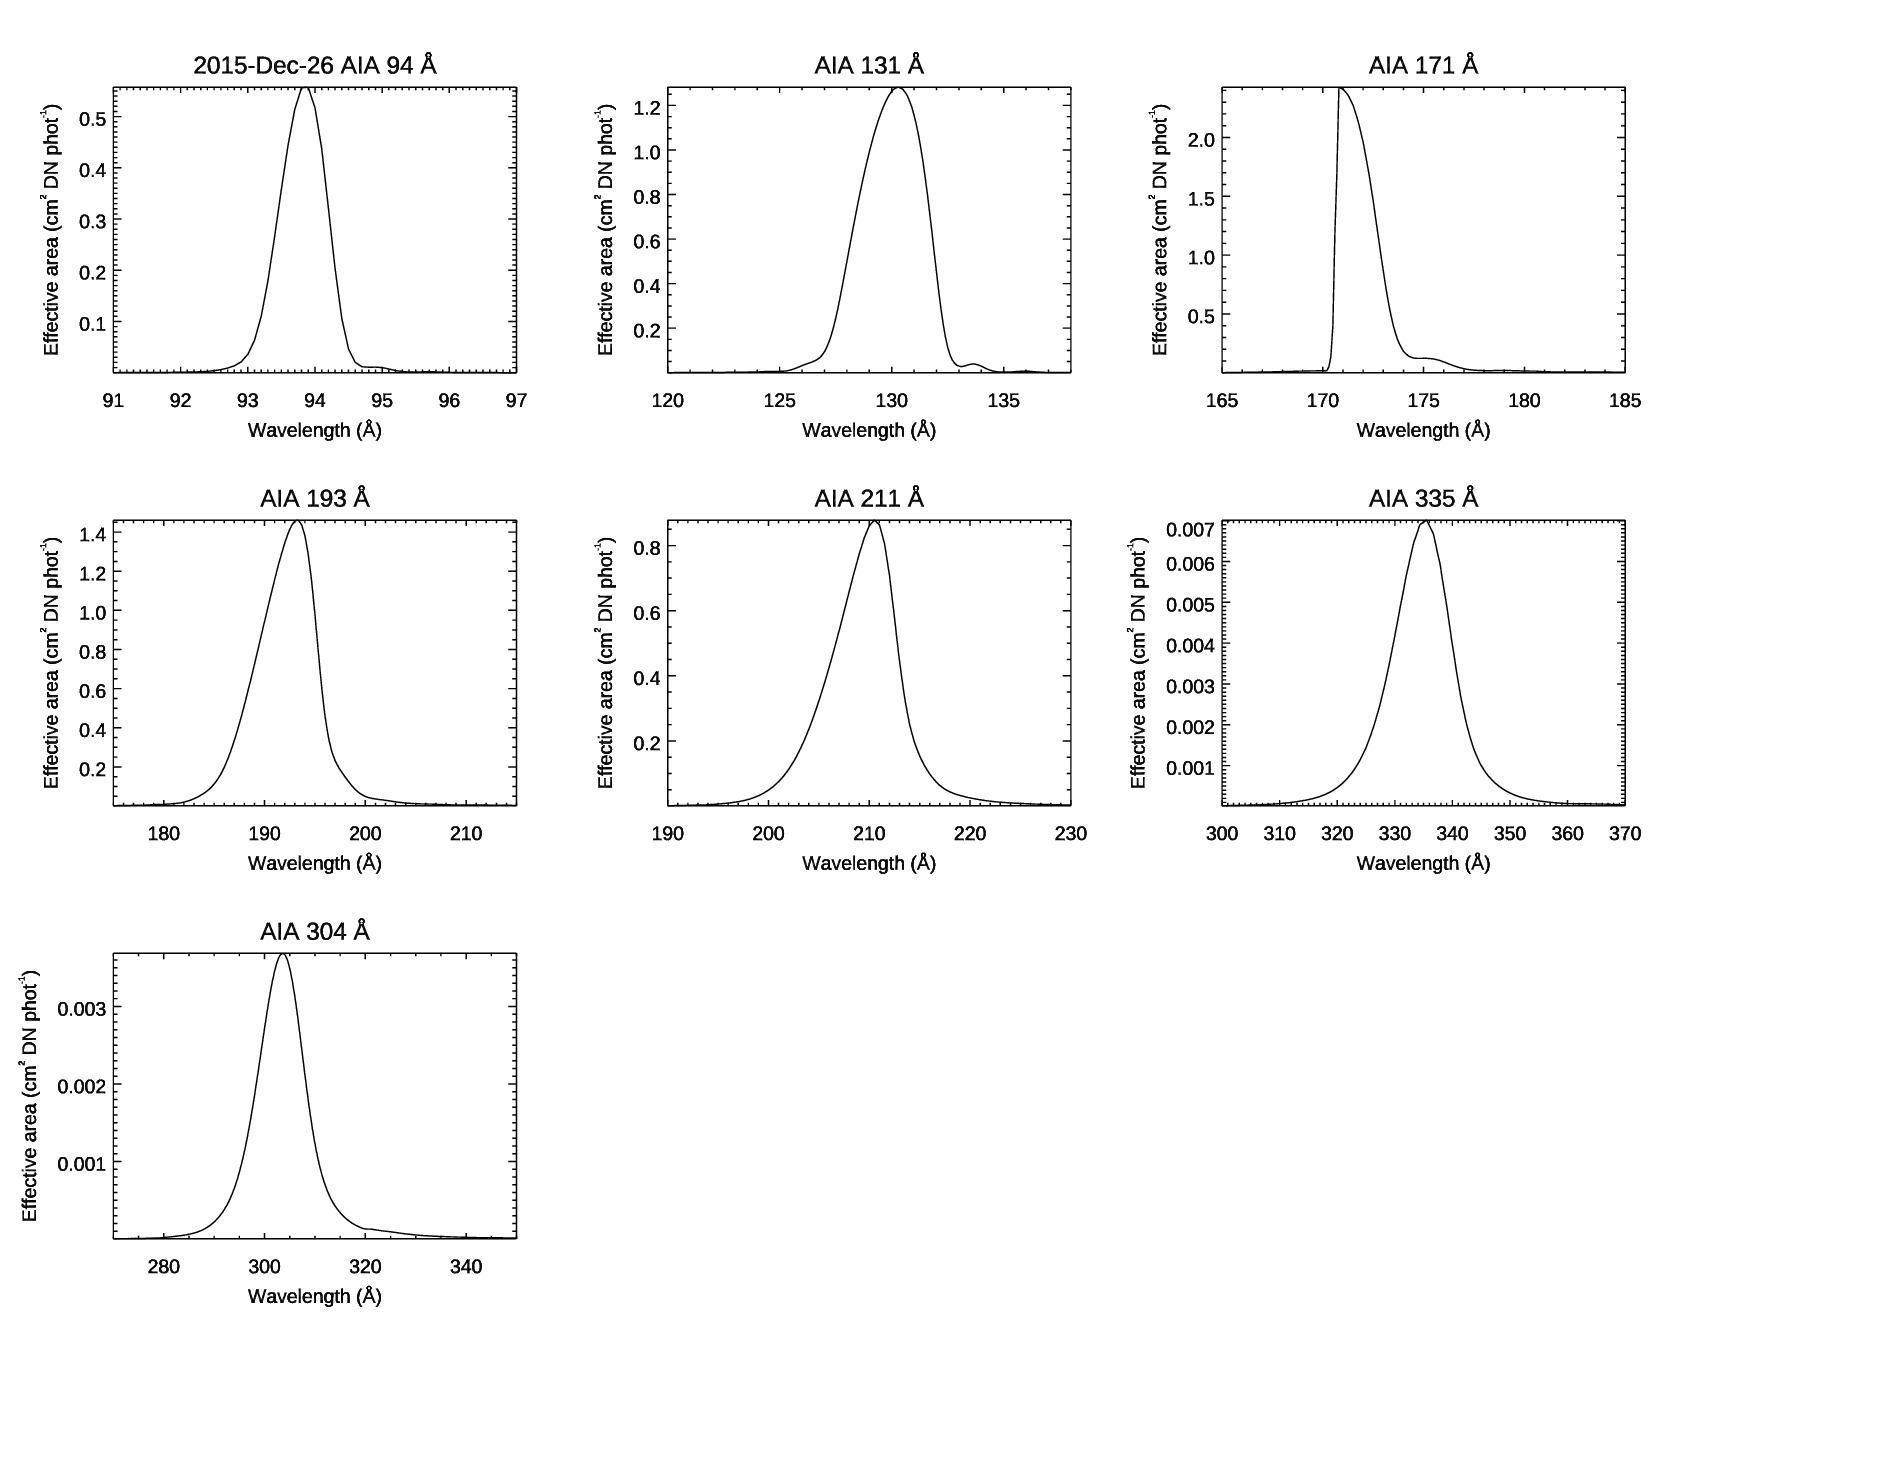 2015-Dec-26 AIA 94 Å
Effective area (cm² DN phot⁻¹)
0.5
0.4
0.3
0.2
0.1
91 92 93 94 95 96 97
Wavelength (Å)
AIA 131 Å
Effective area (cm² DN phot⁻¹)
1.2
1.0
0.8
0.6
0.4
0.2
120 125 130 135
Wavelength (Å)
AIA 171 Å
Effective area (cm² DN phot⁻¹)
2.0
1.5
1.0
0.5
165 170 175 180 185
Wavelength (Å)
AIA 193 Å
Effective area (cm² DN phot⁻¹)
1.4
1.2
1.0
0.8
0.6
0.4
0.2
180 190 200 210
Wavelength (Å)
AIA 211 Å
Effective area (cm² DN phot⁻¹)
0.8
0.6
0.4
0.2
190 200 210 220 230
Wavelength (Å)
AIA 335 Å
Effective area (cm² DN phot⁻¹)
0.007
0.006
0.005
0.004
0.003
0.002
0.001
300 310 320 330 340 350 360 370
Wavelength (Å)
AIA 304 Å
Effective area (cm² DN phot⁻¹)
0.003
0.002
0.001
280 300 320 340
Wavelength (Å)